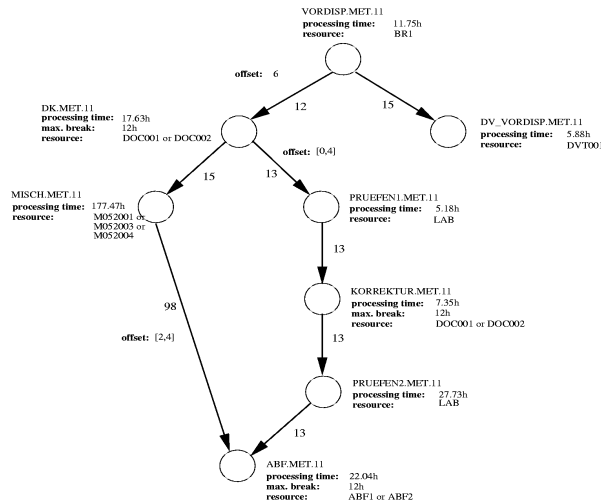 VORDISP.MET.11
processing time: 11.75h
resource: BR1
offset: 6
12
15
DK.MET.11
processing time: 17.63h
max. break: 12h
resource: DOC001 or DOC002
DV_VORDISP.MET.11
processing time: 5.88h
resource: DVT001
offset: [0,4]
15
13
MISCH.MET.11
processing time: 177.47h
resource: M052001 or
M052003 or
M052004
PRUEFEN1.MET.11
processing time: 5.18h
resource: LAB
13
KORREKTUR.MET.11
processing time: 7.35h
max. break: 12h
resource: DOC001 or DOC002
98
offset: [2,4]
13
PRUEFEN2.MET.11
processing time: 27.73h
resource: LAB
13
ABF.MET.11
processing time: 22.04h
max. break: 12h
resource: ABF1 or ABF2